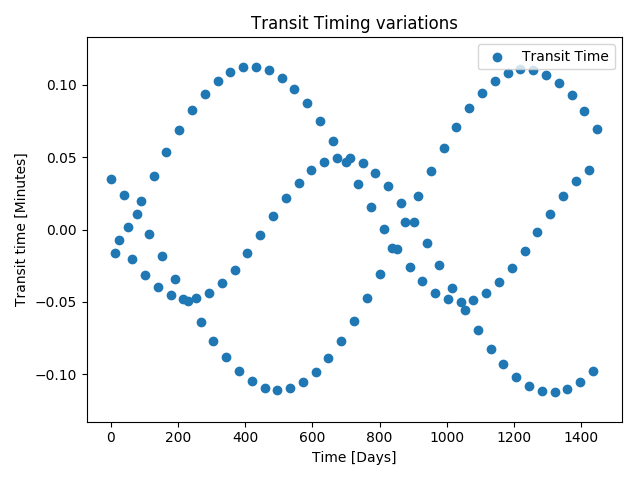 Transit Timing variations
Transit Time
Transit time [Minutes]
0.10
0.05
0.00
−0.05
−0.10
0 200 400 600 800 1000 1200 1400
Time [Days]